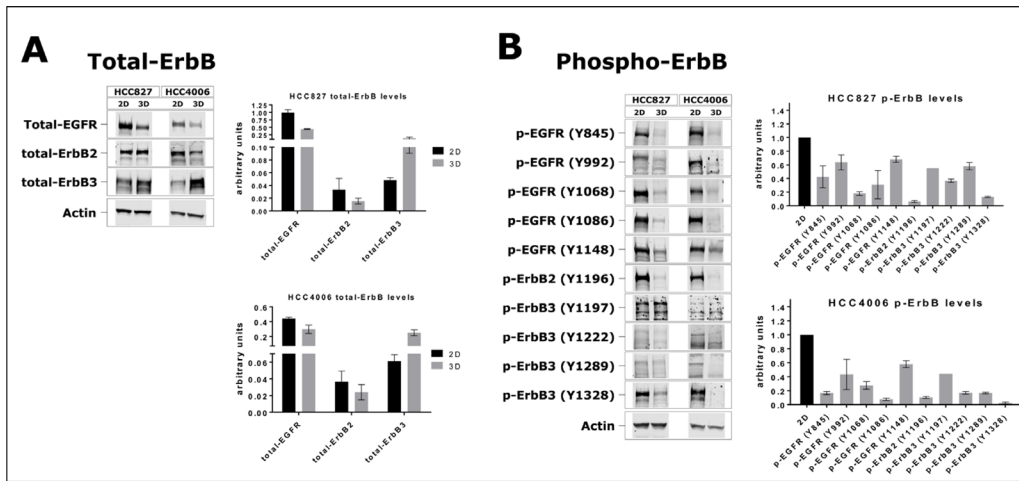 A
Total-ErbB
HCC827 HCC4006
2D 3D 2D 3D
Total-EGFR
total-ErbB2
total-ErbB3
Actin
HCC827 total-ErbB levels
arbitrary units
1.25
1.00
0.75
0.50
0.25
0.10
0.08
0.06
0.04
0.02
0.00
total-EGFR
total-ErbB2
total-ErbB3
2D
3D
HCC4006 total-ErbB levels
arbitrary units
0.6
0.4
0.2
0.06
0.04
0.02
0.00
total-EGFR
total-ErbB2
total-ErbB3
2D
3D
B
Phospho-ErbB
HCC827 HCC4006
2D 3D 2D 3D
p-EGFR (Y845)
p-EGFR (Y992)
p-EGFR (Y1068)
p-EGFR (Y1086)
p-EGFR (Y1148)
p-ErbB2 (Y1196)
p-ErbB3 (Y1197)
p-ErbB3 (Y1222)
p-ErbB3 (Y1289)
p-ErbB3 (Y1328)
Actin
HCC827 p-ErbB levels
arbitrary units
1.4
1.2
1.0
0.8
0.6
0.4
0.2
0.0
2D
p-EGFR (Y845)
p-EGFR (Y992)
p-EGFR (Y1068)
p-EGFR (Y1086)
p-EGFR (Y1148)
p-ErbB2 (Y1196)
p-ErbB3 (Y1197)
p-ErbB3 (Y1222)
p-ErbB3 (Y1289)
p-ErbB3 (Y1328)
HCC4006 p-ErbB levels
arbitrary units
1.4
1.2
1.0
0.8
0.6
0.4
0.2
0.0
2D
p-EGFR (Y845)
p-EGFR (Y992)
p-EGFR (Y1068)
p-EGFR (Y1086)
p-EGFR (Y1148)
p-ErbB2 (Y1196)
p-ErbB3 (Y1197)
p-ErbB3 (Y1222)
p-ErbB3 (Y1289)
p-ErbB3 (Y1328)